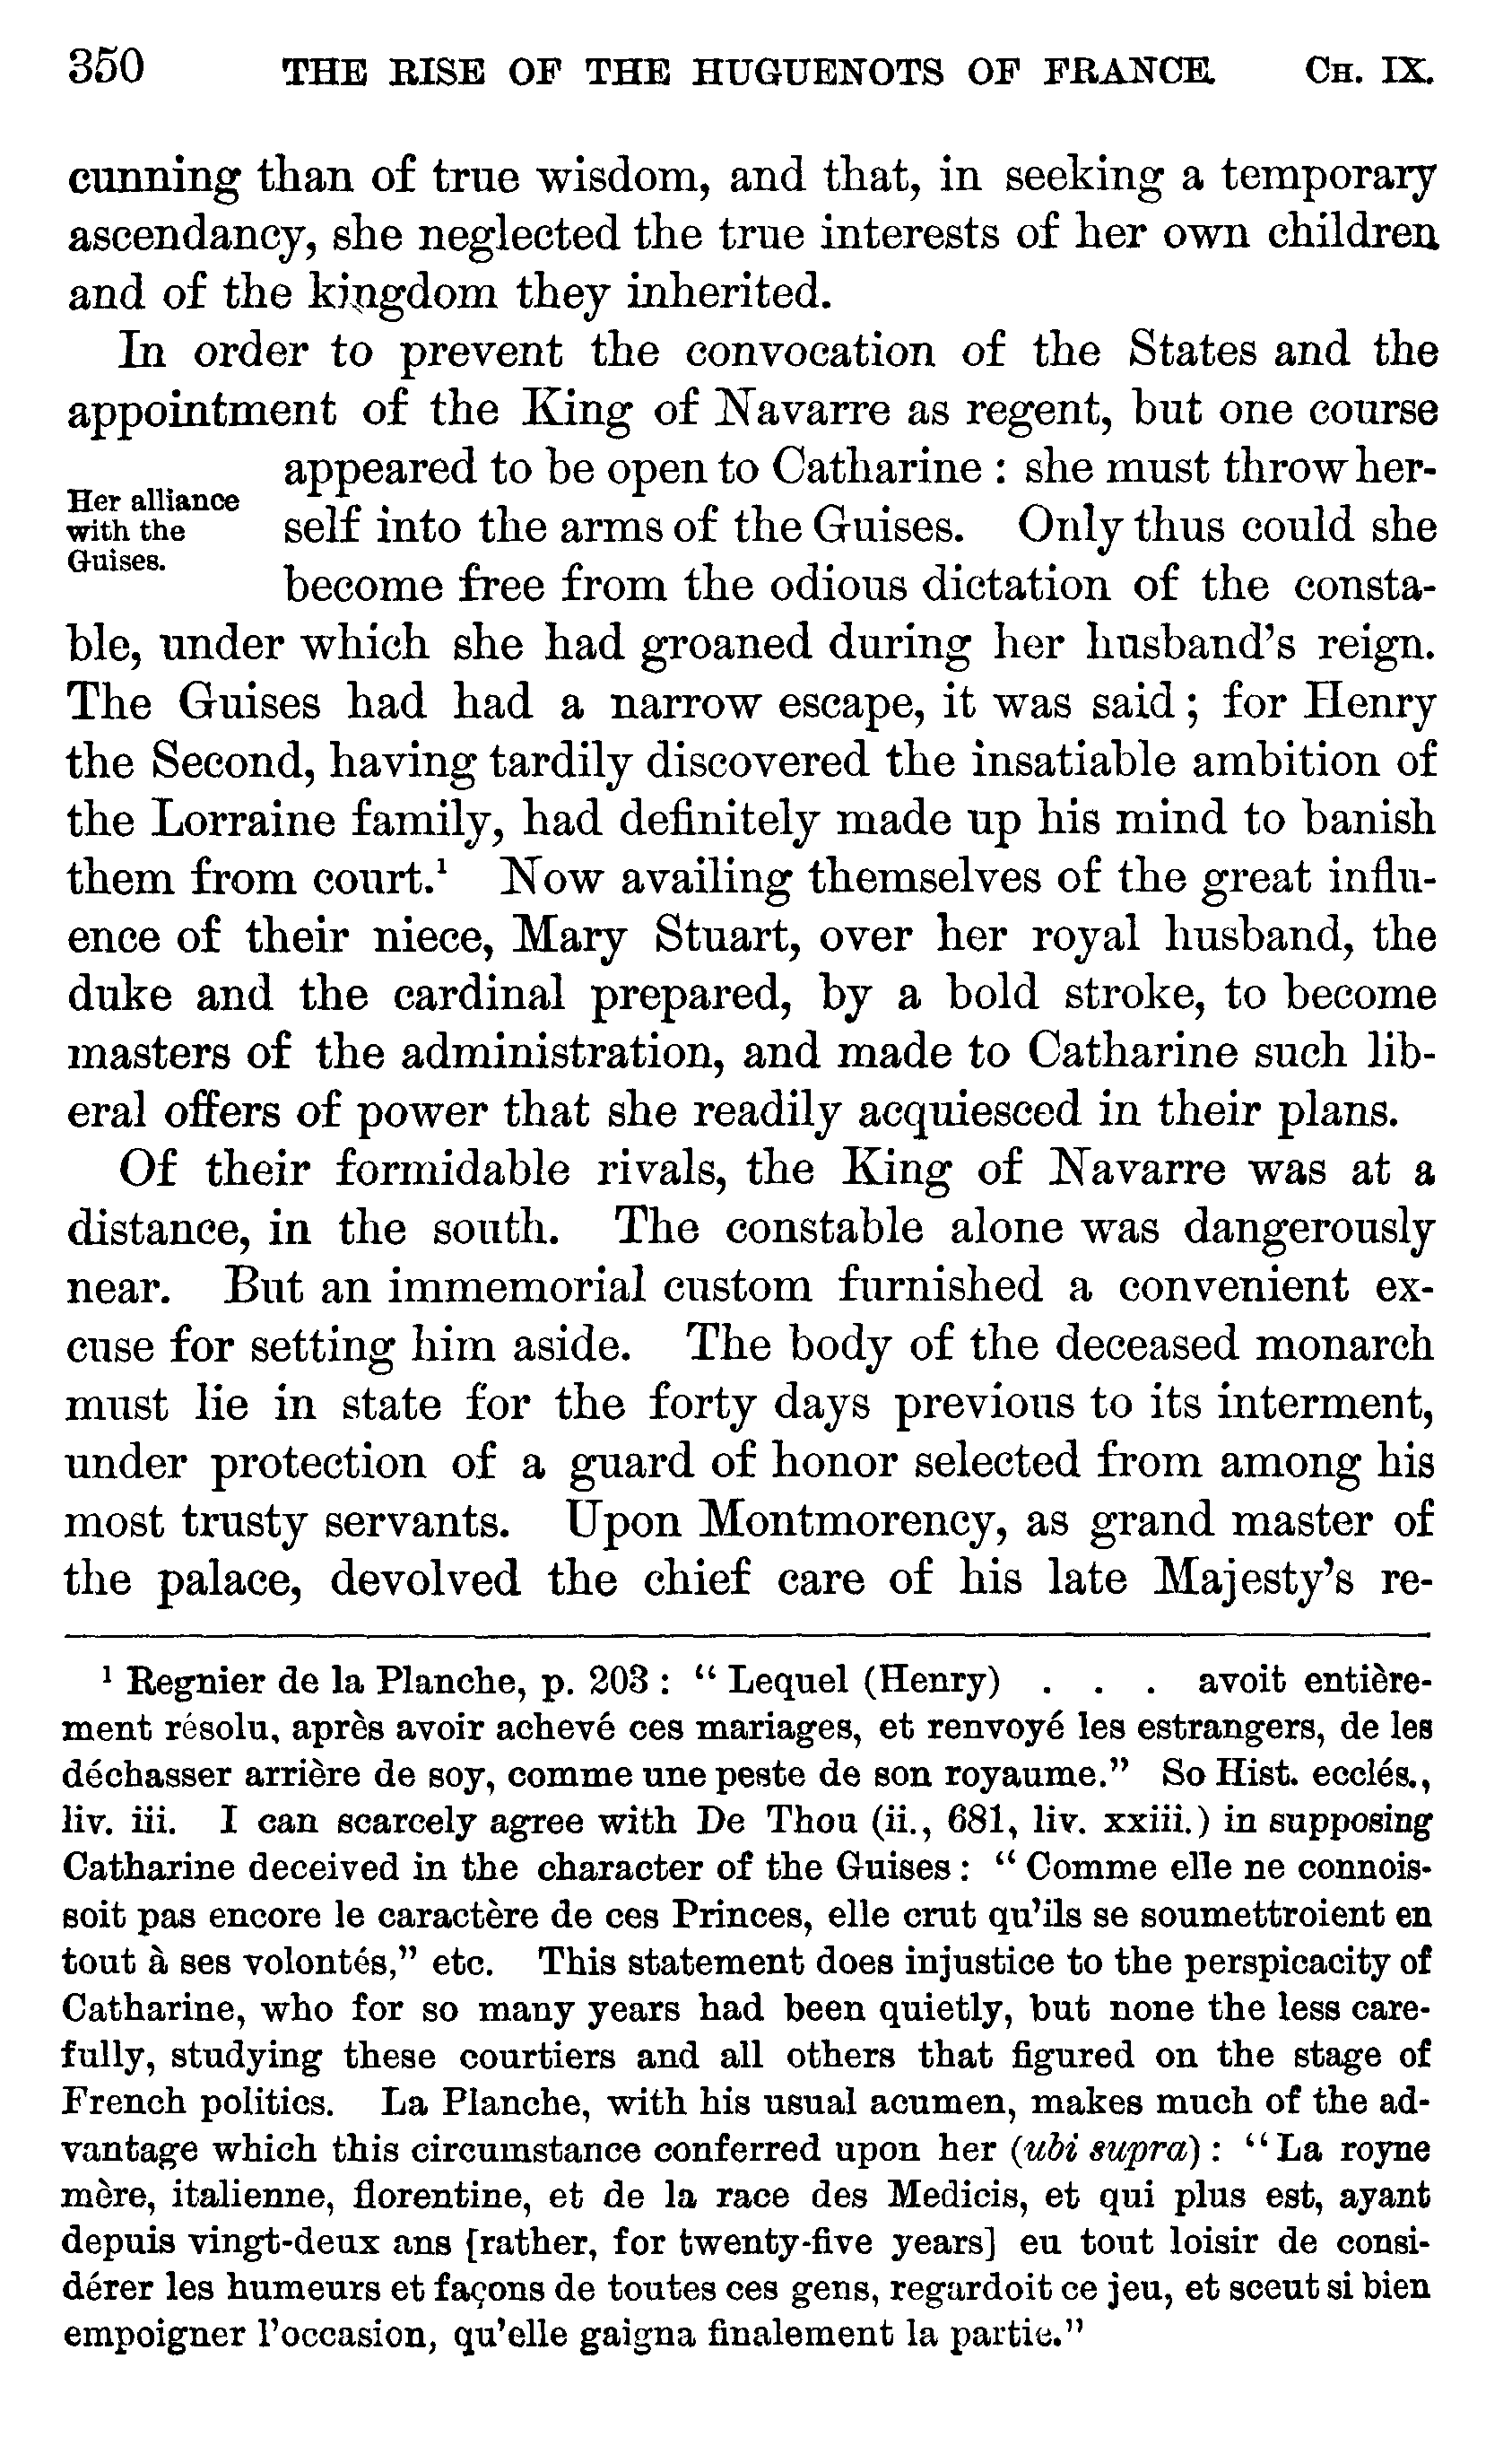 350 THE RISE OF THE HUGUENOTS OF FRANCE. CH. IX.
cunning than of true wisdom, and that, in seeking a temporary
ascendancy, she neglected the true interests of her own children
and of the kingdom they inherited.
In order to prevent the convocation of the States and the
appointment of the King of Navarre as regent, but one course
appeared to be open to Catharine : she must throw her-
Her alliance
with the
Guises.
self into the arms of the Guises. Only thus could she
become free from the odious dictation of the consta-
ble, under which she had groaned during her husband's reign.
The Guises had had a narrow escape, it was said ; for Henry
the Second, having tardily discovered the insatiable ambition of
the Lorraine family, had definitely made up his mind to banish
them from court.¹ Now availing themselves of the great influ-
ence of their niece, Mary Stuart, over her royal husband, the
duke and the cardinal prepared, by a bold stroke, to become
masters of the administration, and made to Catharine such lib-
eral offers of power that she readily acquiesced in their plans.
Of their formidable rivals, the King of Navarre was at a
distance, in the south. The constable alone was dangerously
near. But an immemorial custom furnished a convenient ex-
cuse for setting him aside. The body of the deceased monarch
must lie in state for the forty days previous to its interment,
under protection of a guard of honor selected from among his
most trusty servants. Upon Montmorency, as grand master of
the palace, devolved the chief care of his late Majesty's re-
¹ Regnier de la Planche, p. 203 : “ Lequel (Henry) . . . avoit entière-
ment résolu, après avoir achevé ces mariages, et renvoyé les estrangers, de les
déchasser arrière de soy, comme une peste de son royaume.” So Hist. ecclés.,
liv. iii. I can scarcely agree with De Thou (ii., 681, liv. xxiii.) in supposing
Catharine deceived in the character of the Guises : “ Comme elle ne connois-
soit pas encore le caractère de ces Princes, elle crut qu'ils se soumettroient en
tout à ses volontés,” etc. This statement does injustice to the perspicacity of
Catharine, who for so many years had been quietly, but none the less care-
fully, studying these courtiers and all others that figured on the stage of
French politics. La Planche, with his usual acumen, makes much of the ad-
vantage which this circumstance conferred upon her (ubi supra) : “La royne
mère, italienne, florentine, et de la race des Medicis, et qui plus est, ayant
depuis vingt-deux ans [rather, for twenty-five years] eu tout loisir de consi-
dérer les humeurs et façons de toutes ces gens, regardoit ce jeu, et sceut si bien
empoigner l'occasion, qu'elle gaigna finalement la partie.”